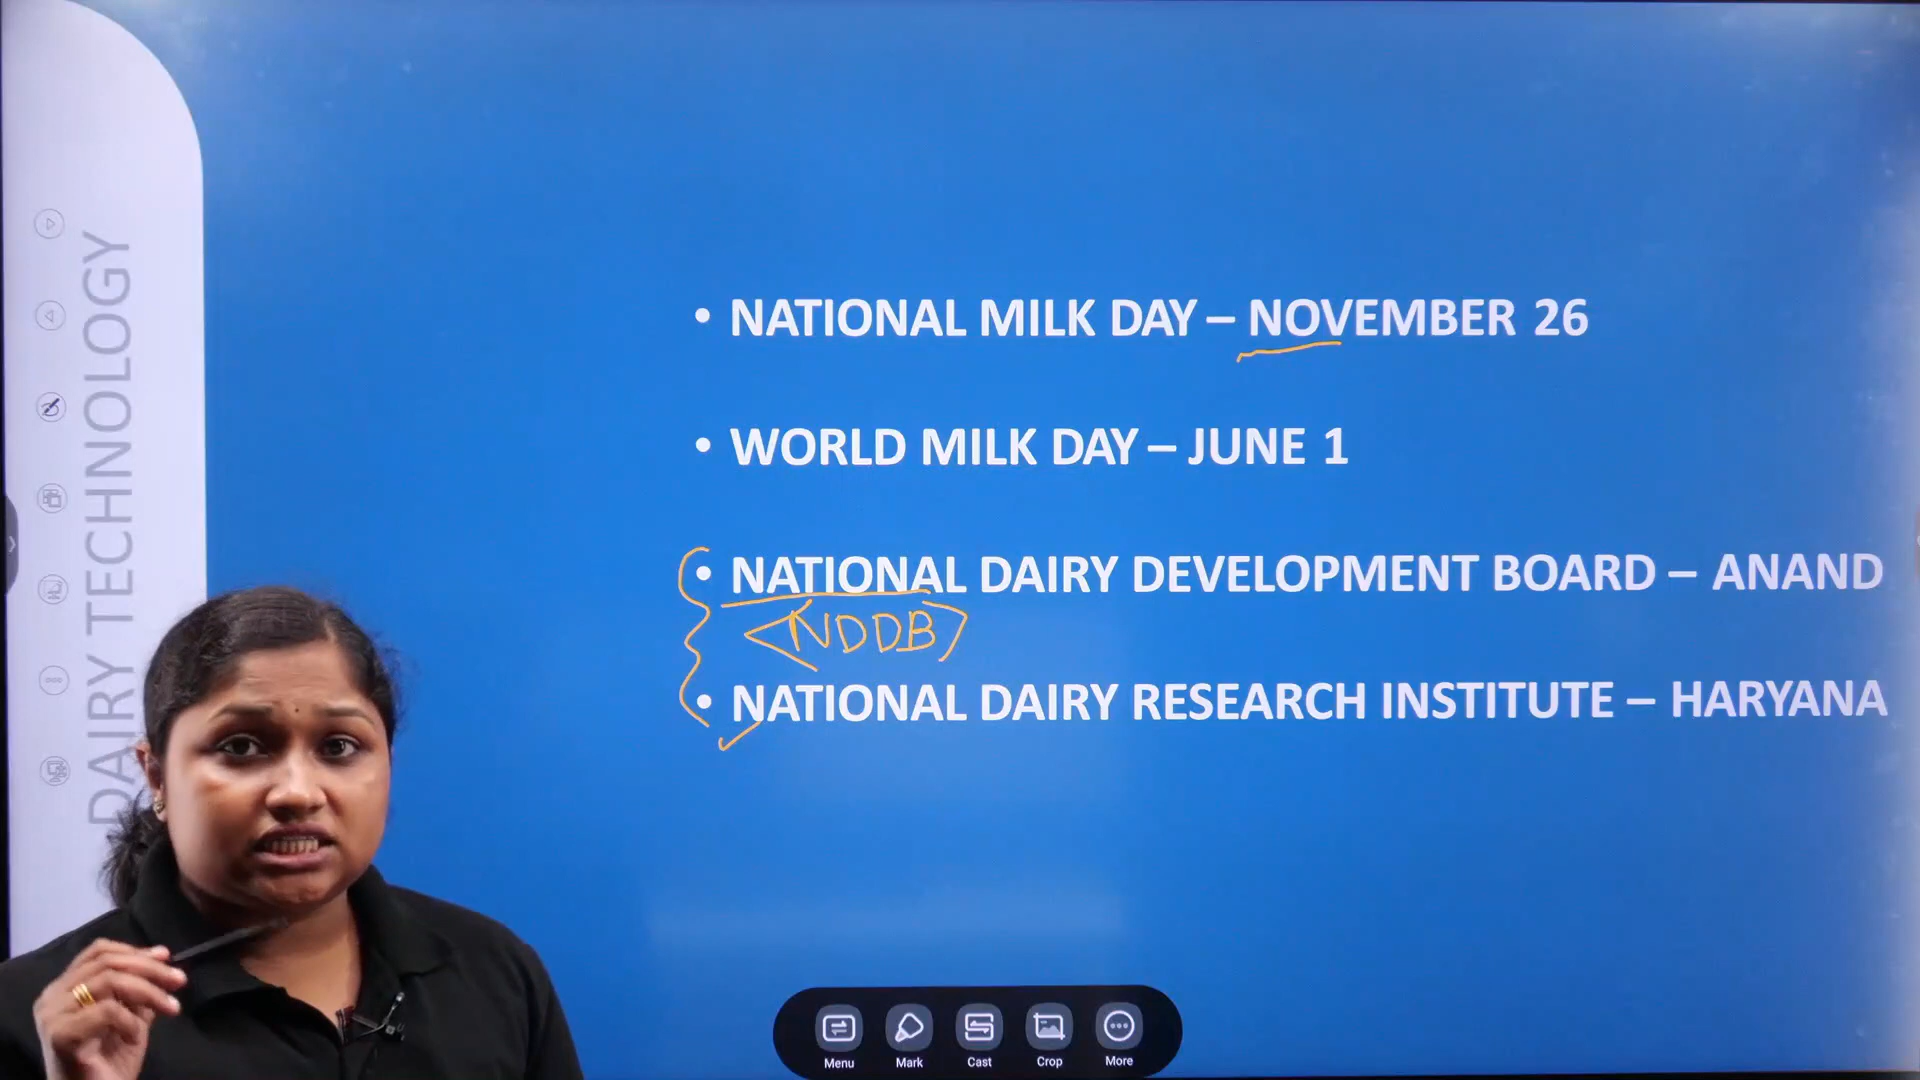 DAIRY TECHNOLOGY
• NATIONAL MILK DAY – NOVEMBER 26
• WORLD MILK DAY – JUNE 1
• NATIONAL DAIRY DEVELOPMENT BOARD – ANAND
<NDDB>
• NATIONAL DAIRY RESEARCH INSTITUTE – HARYANA
Menu Mark Cast Crop More